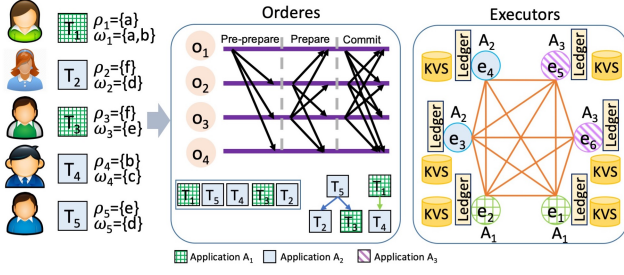 Orderes
Executors
T1 ρ1={a}
ω1={a,b}
T2 ρ2={f}
ω2={d}
T3 ρ3={f}
ω3={e}
T4 ρ4={b}
ω4={c}
T5 ρ5={e}
ω5={d}
Pre-prepare Prepare Commit
O1
O2
O3
O4
T1 T5 T4 T3 T2
T5 T1
T2 T3 T4
A2 A3
KVS Ledger e4 e5 Ledger KVS
A2 A3
Ledger e3 e6 Ledger
KVS KVS
KVS Ledger e2 e1 Ledger KVS
A1 A1
Application A1 Application A2 Application A3